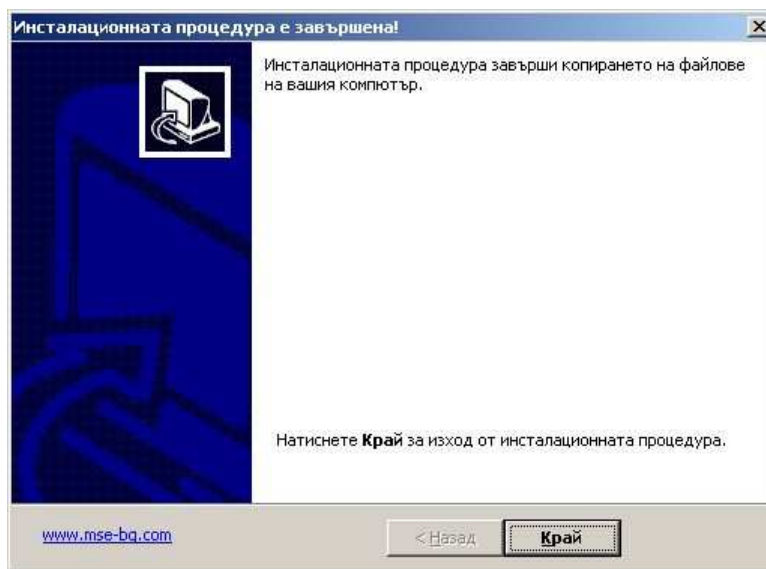 Инсталационната процедура е завършена!
Инсталационната процедура завърши копирането на файлове
на вашия компютър.
Натиснете Край за изход от инсталационната процедура.
www.mse-bg.com
< Назад
Край